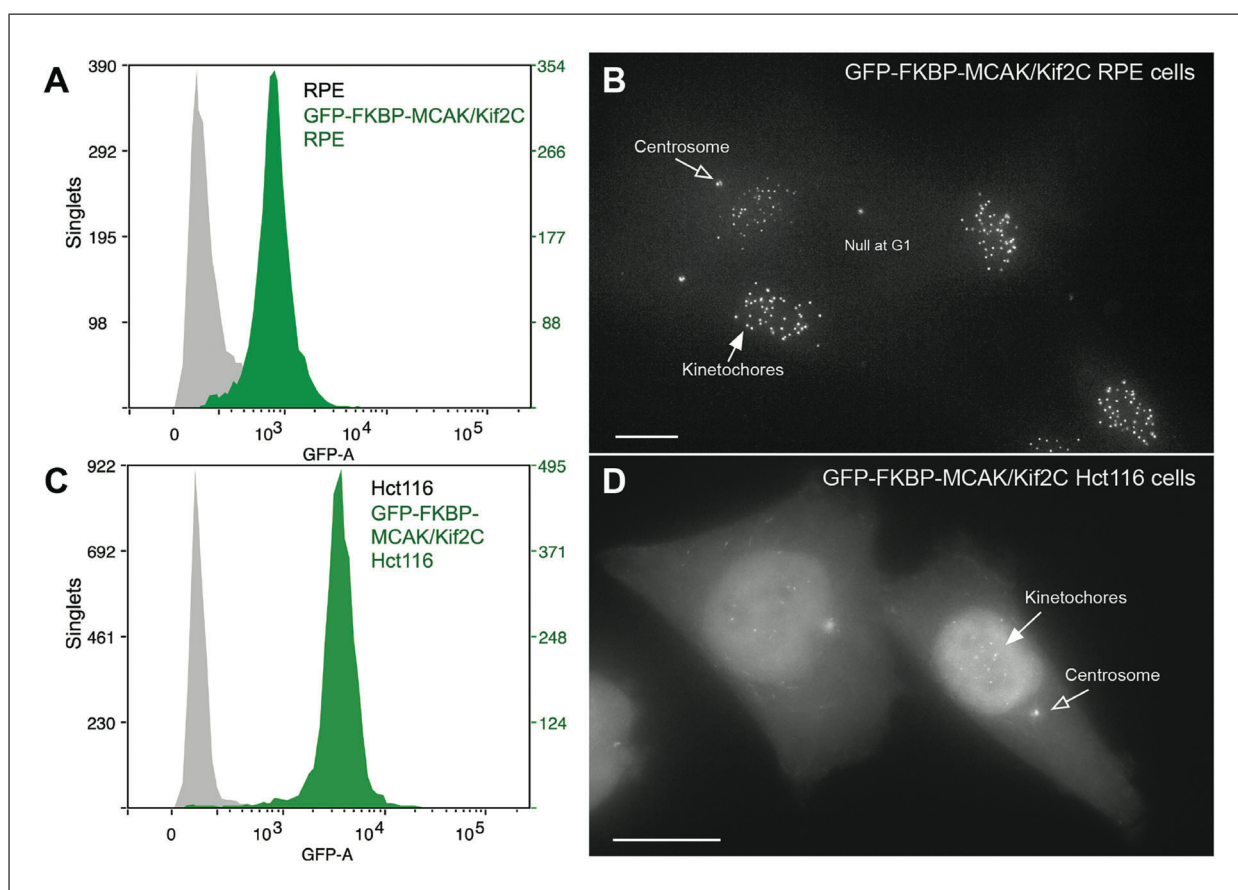 A
390
292
195
98
Singlets
354
266
177
88
0
RPE
GFP-FKBP-MCAK/Kif2C
RPE
0
10³
10⁴
10⁵
GFP-A
B
GFP-FKBP-MCAK/Kif2C RPE cells
Centrosome
Null at G1
Kinetochores
C
922
692
461
230
Singlets
495
371
248
124
0
Hct116
GFP-FKBP-
MCAK/Kif2C
Hct116
0
10³
10⁴
10⁵
GFP-A
D
GFP-FKBP-MCAK/Kif2C Hct116 cells
Kinetochores
Centrosome